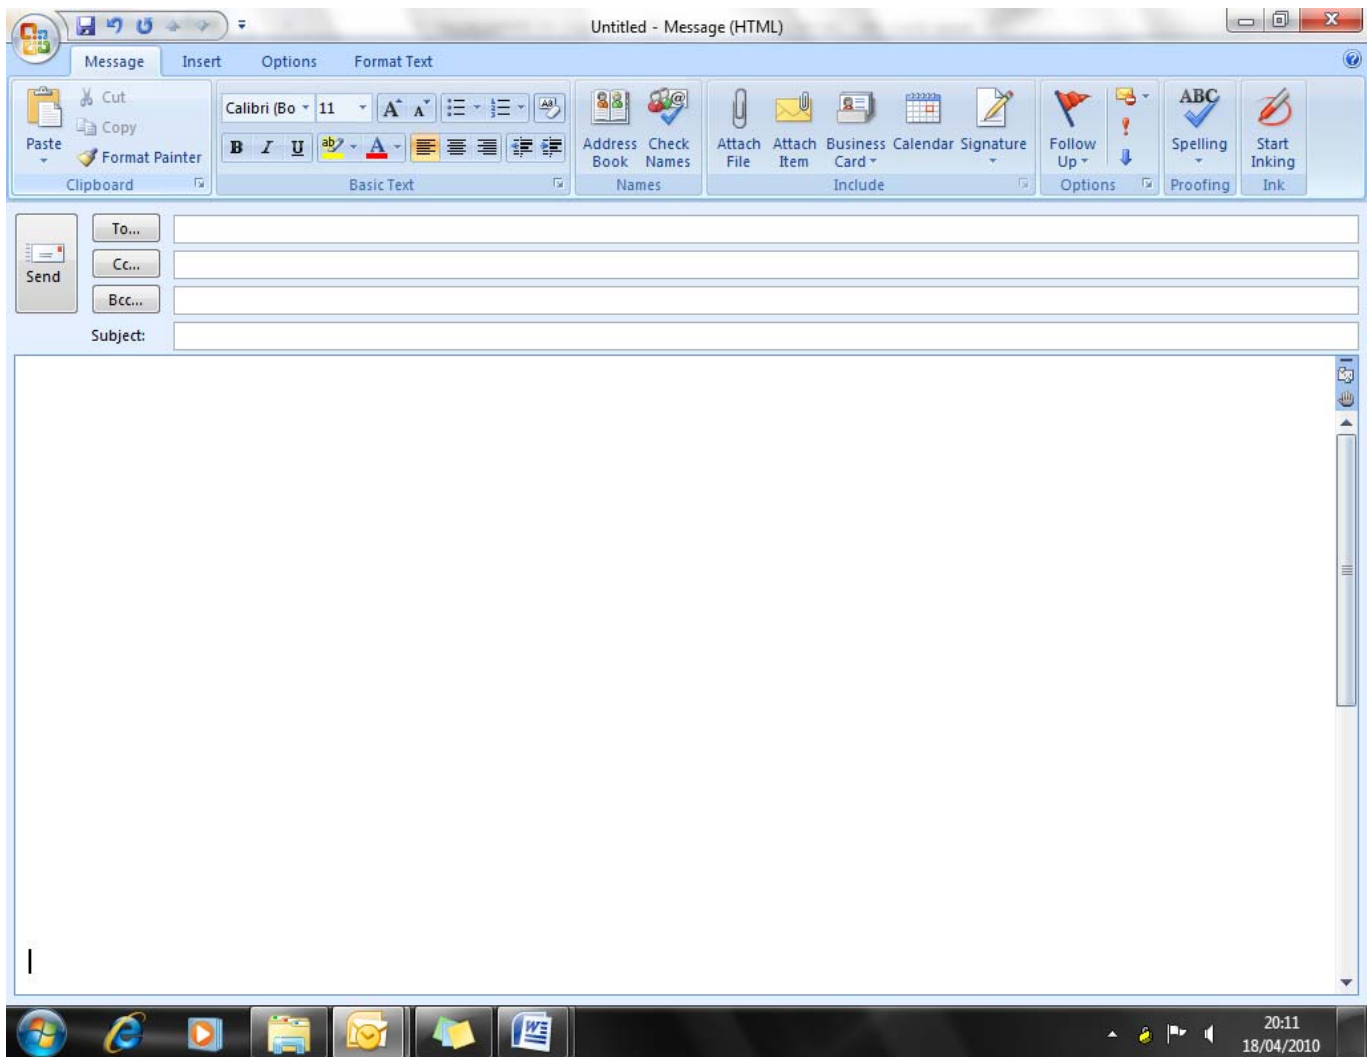 Untitled - Message (HTML)
Message Insert Options Format Text
Cut
Copy
Paste
Format Painter
Clipboard
Calibri (Bo 11 A A
B I U ab A
Basic Text
Address Book
Check Names
Names
Attach File
Attach Item
Business Card
Calendar
Signature
Include
Follow Up
Options
ABC
Spelling
Proofing
Start Inking
Ink
Send
To...
Cc...
Bcc...
Subject:
20:11
18/04/2010